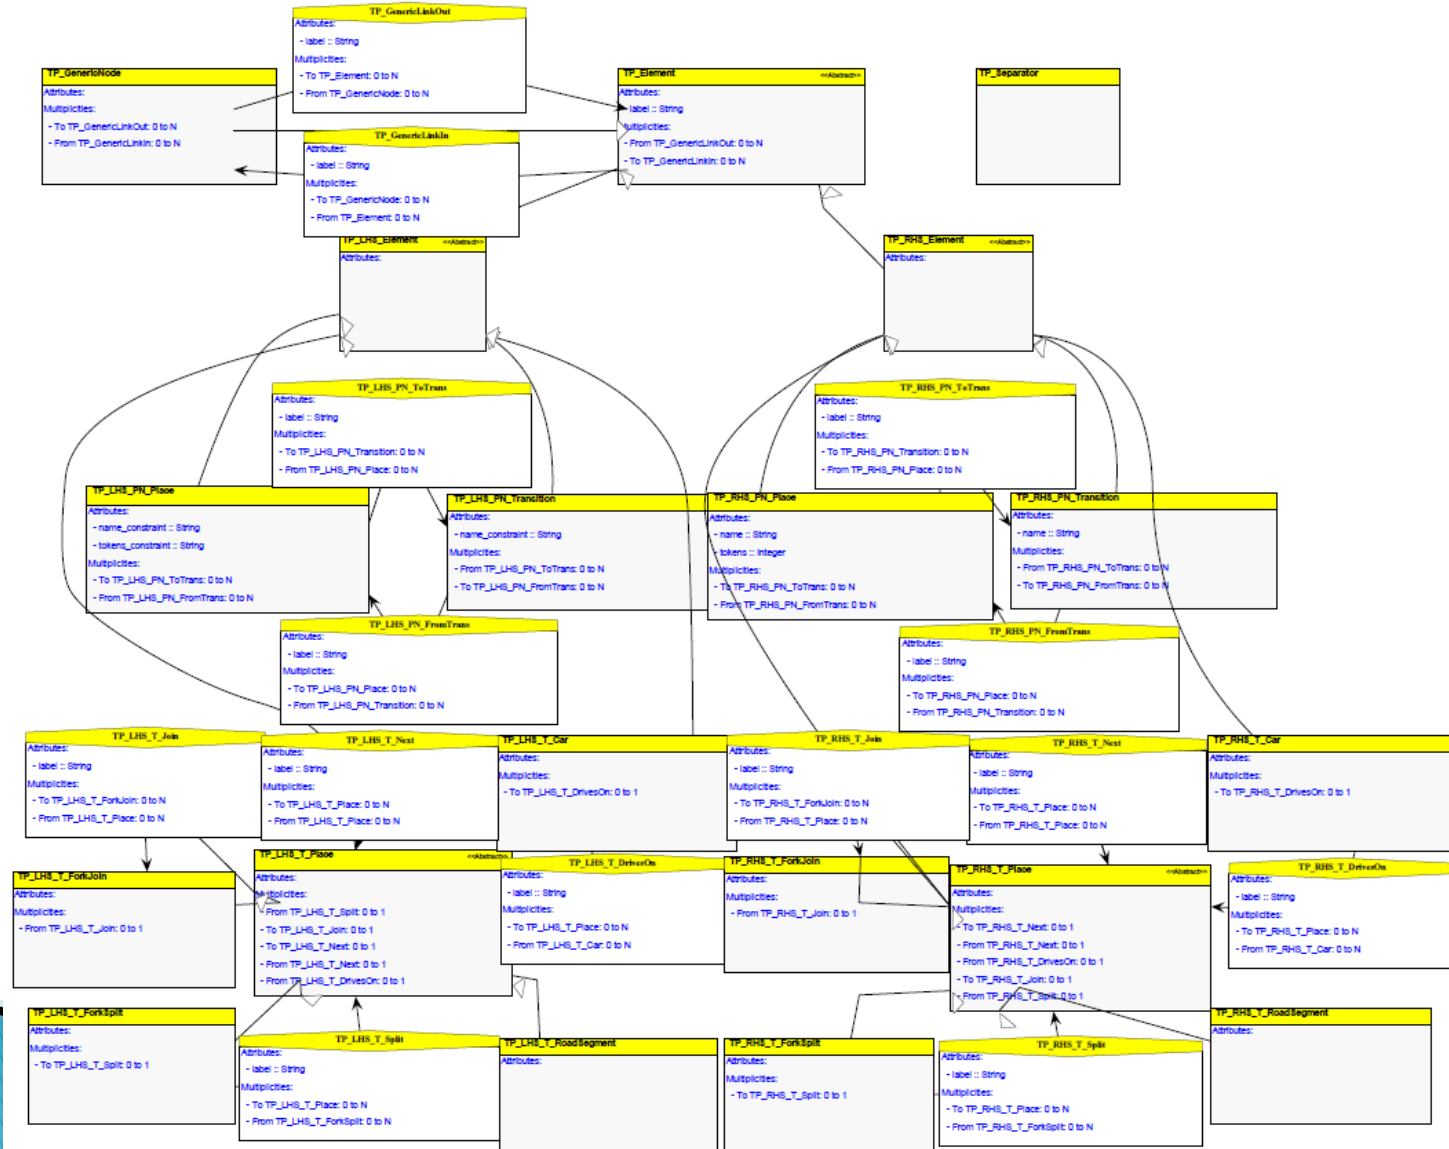 TP_GenericLinkOut
Attributes:
- label :: String
Multiplicities:
- To TP_Element: 0 to N
- From TP_GenericNode: 0 to N
TP_GenericNode
Attributes:
Multiplicities:
- To TP_GenericLinkOut: 0 to N
- From TP_GenericLinkIn: 0 to N
TP_Element <<Abstract>>
Attributes:
- label :: String
Multiplicities:
- From TP_GenericLinkOut: 0 to N
- To TP_GenericLinkIn: 0 to N
TP_Separator
TP_GenericLinkIn
Attributes:
- label :: String
Multiplicities:
- To TP_GenericNode: 0 to N
- From TP_Element: 0 to N
TP_LHS_Element <<Abstract>>
Attributes:
TP_RHS_Element <<Abstract>>
Attributes:
TP_LHS_PN_ToTrans
Attributes:
- label :: String
Multiplicities:
- To TP_LHS_PN_Transition: 0 to N
- From TP_LHS_PN_Place: 0 to N
TP_RHS_PN_ToTrans
Attributes:
- label :: String
Multiplicities:
- To TP_RHS_PN_Transition: 0 to N
- From TP_RHS_PN_Place: 0 to N
TP_LHS_PN_Place
Attributes:
- name_constraint :: String
- tokens_constraint :: String
Multiplicities:
- To TP_LHS_PN_ToTrans: 0 to N
- From TP_LHS_PN_FromTrans: 0 to N
TP_LHS_PN_Transition
Attributes:
- name_constraint :: String
Multiplicities:
- From TP_LHS_PN_ToTrans: 0 to N
- To TP_LHS_PN_FromTrans: 0 to N
TP_RHS_PN_Place
Attributes:
- name :: String
- tokens :: Integer
Multiplicities:
- To TP_RHS_PN_ToTrans: 0 to N
- From TP_RHS_PN_FromTrans: 0 to N
TP_RHS_PN_Transition
Attributes:
- name :: String
Multiplicities:
- From TP_RHS_PN_ToTrans: 0 to N
- To TP_RHS_PN_FromTrans: 0 to N
TP_LHS_PN_FromTrans
Attributes:
- label :: String
Multiplicities:
- To TP_LHS_PN_Place: 0 to N
- From TP_LHS_PN_Transition: 0 to N
TP_RHS_PN_FromTrans
Attributes:
- label :: String
Multiplicities:
- To TP_RHS_PN_Place: 0 to N
- From TP_RHS_PN_Transition: 0 to N
TP_LHS_T_Join
Attributes:
- label :: String
Multiplicities:
- To TP_LHS_T_ForkJoin: 0 to N
- From TP_LHS_T_Place: 0 to N
TP_LHS_T_Next
Attributes:
- label :: String
Multiplicities:
- To TP_LHS_T_Place: 0 to N
- From TP_LHS_T_Place: 0 to N
TP_LHS_T_Car
Attributes:
Multiplicities:
- To TP_LHS_T_DrivesOn: 0 to 1
TP_RHS_T_Join
Attributes:
- label :: String
Multiplicities:
- To TP_RHS_T_ForkJoin: 0 to N
- From TP_RHS_T_Place: 0 to N
TP_RHS_T_Next
Attributes:
- label :: String
Multiplicities:
- To TP_RHS_T_Place: 0 to N
- From TP_RHS_T_Place: 0 to N
TP_RHS_T_Car
Attributes:
Multiplicities:
- To TP_RHS_T_DrivesOn: 0 to 1
TP_LHS_T_ForkJoin
Attributes:
Multiplicities:
- From TP_LHS_T_Join: 0 to 1
TP_LHS_T_Place <<Abstract>>
Attributes:
Multiplicities:
- From TP_LHS_T_Split: 0 to 1
- To TP_LHS_T_Join: 0 to 1
- To TP_LHS_T_Next: 0 to 1
- From TP_LHS_T_Next: 0 to 1
- From TP_LHS_T_DrivesOn: 0 to 1
TP_LHS_T_DrivesOn
Attributes:
- label :: String
Multiplicities:
- To TP_LHS_T_Place: 0 to N
- From TP_LHS_T_Car: 0 to N
TP_RHS_T_ForkJoin
Attributes:
Multiplicities:
- From TP_RHS_T_Join: 0 to 1
TP_RHS_T_Place <<Abstract>>
Attributes:
Multiplicities:
- To TP_RHS_T_Next: 0 to 1
- From TP_RHS_T_Next: 0 to 1
- From TP_RHS_T_DrivesOn: 0 to 1
- To TP_RHS_T_Join: 0 to 1
- From TP_RHS_T_Split: 0 to 1
TP_RHS_T_DrivesOn
Attributes:
- label :: String
Multiplicities:
- To TP_RHS_T_Place: 0 to N
- From TP_RHS_T_Car: 0 to N
TP_LHS_T_ForkSplit
Attributes:
Multiplicities:
- To TP_LHS_T_Split: 0 to 1
TP_LHS_T_Split
Attributes:
- label :: String
Multiplicities:
- To TP_LHS_T_Place: 0 to N
- From TP_LHS_T_ForkSplit: 0 to N
TP_LHS_T_RoadSegment
Attributes:
TP_RHS_T_ForkSplit
Attributes:
Multiplicities:
- To TP_RHS_T_Split: 0 to 1
TP_RHS_T_Split
Attributes:
- label :: String
Multiplicities:
- To TP_RHS_T_Place: 0 to N
- From TP_RHS_T_ForkSplit: 0 to N
TP_RHS_T_RoadSegment
Attributes: